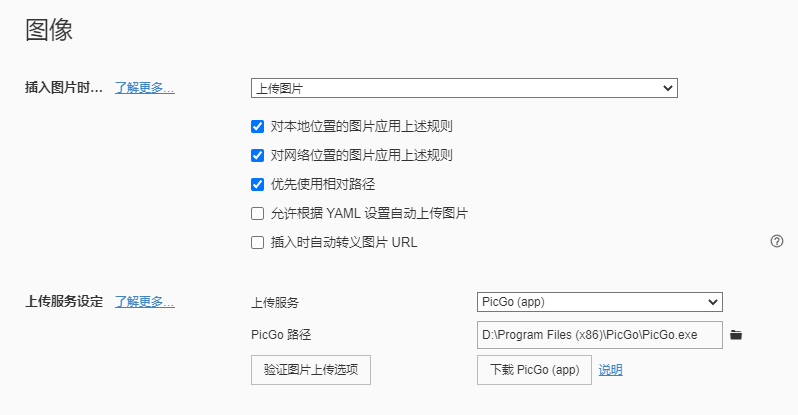 图像
插入图片时… 了解更多… 上传图片
对本地位置的图片应用上述规则
对网络位置的图片应用上述规则
优先使用相对路径
允许根据 YAML 设置自动上传图片
插入时自动转义图片 URL
上传服务设定 了解更多… 上传服务 PicGo (app)
PicGo 路径 D:\Program Files (x86)\PicGo\PicGo.exe
验证图片上传选项 下载 PicGo (app) 说明